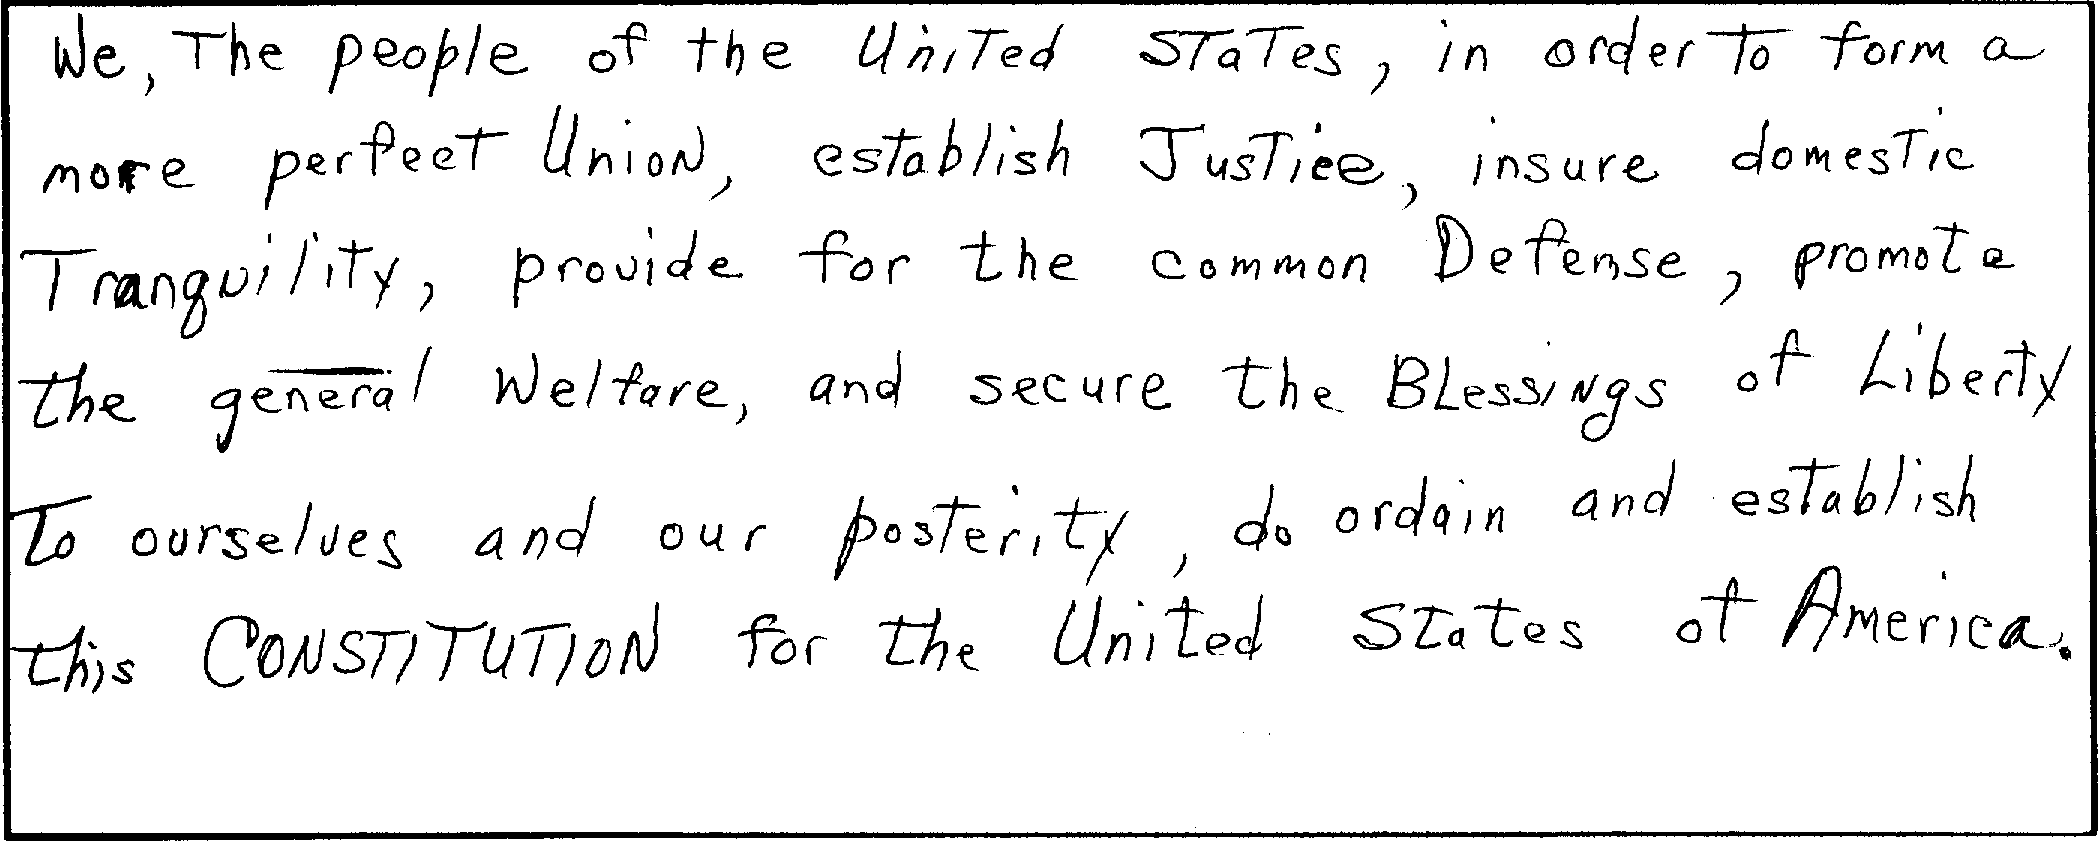 We, The people of the United States, in order to form a
more perfect Union, establish Justice, insure domestic
Tranquility, provide for the common Defense, promote
the general Welfare, and secure the Blessings of Liberty
To ourselves and our posterity, do ordain and establish
this CONSTITUTION for the United States of America.